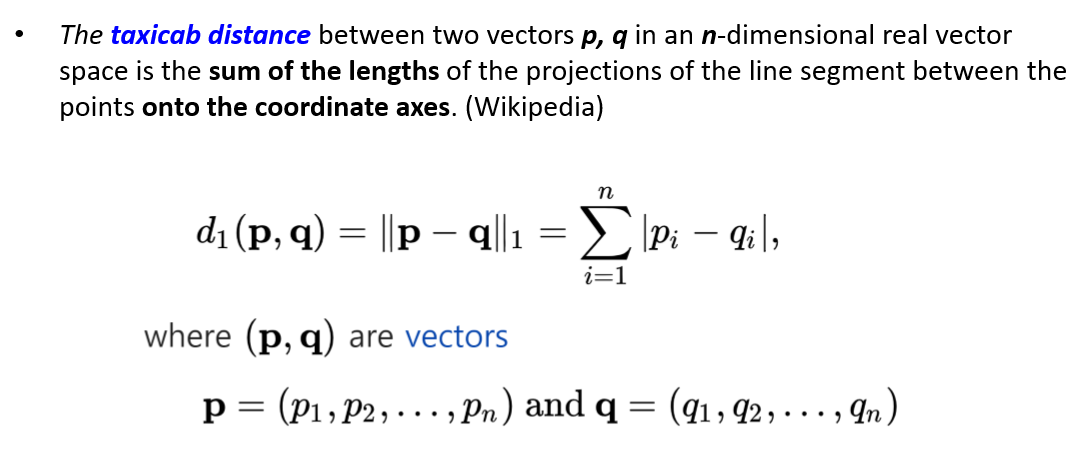 • The taxicab distance between two vectors p, q in an n-dimensional real vector
space is the sum of the lengths of the projections of the line segment between the
points onto the coordinate axes. (Wikipedia)
d₁(p, q) = ‖p − q‖₁ = ∑ⁿᵢ₌₁ |pᵢ − qᵢ|,
where (p, q) are vectors
p = (p₁, p₂, . . . , pₙ) and q = (q₁, q₂, . . . , qₙ)